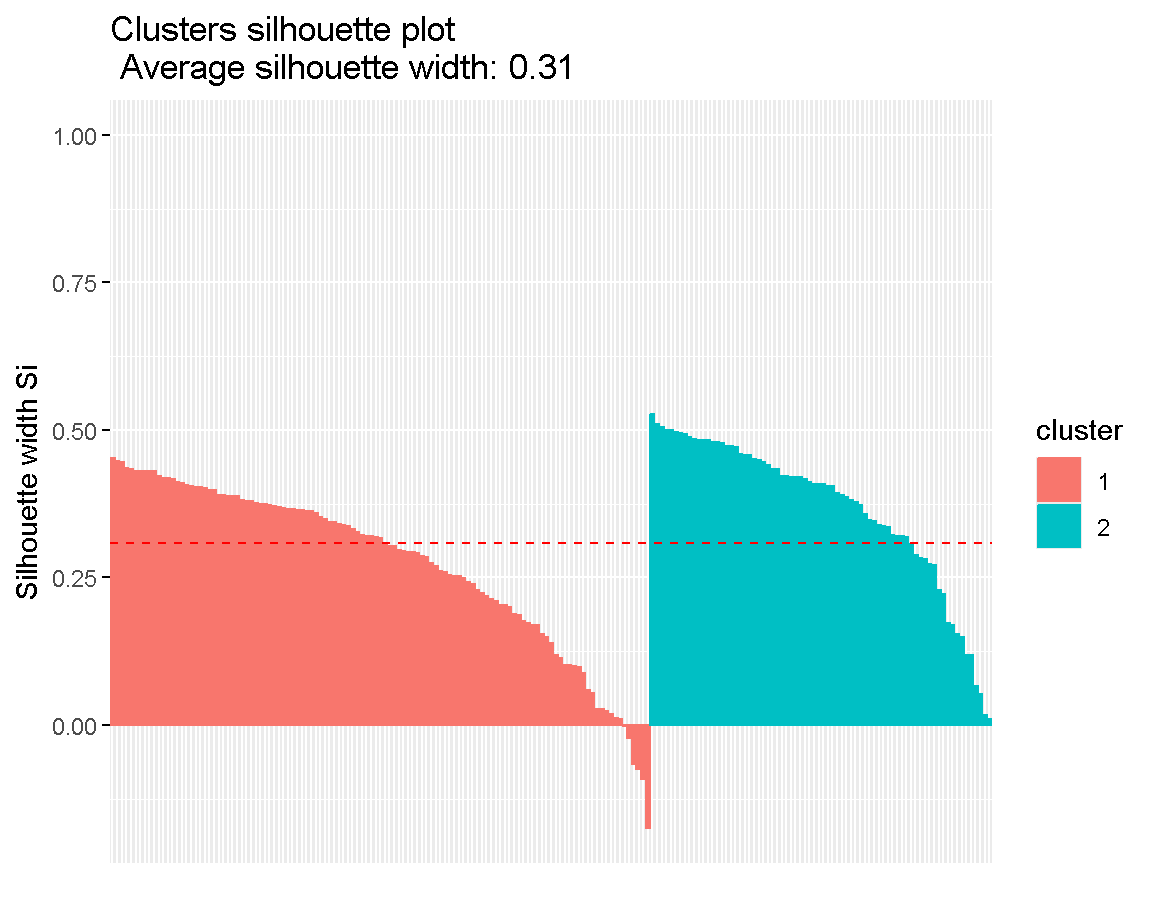 Clusters silhouette plot
Average silhouette width: 0.31
1.00
0.75
0.50
0.25
0.00
Silhouette width Si
cluster
1
2